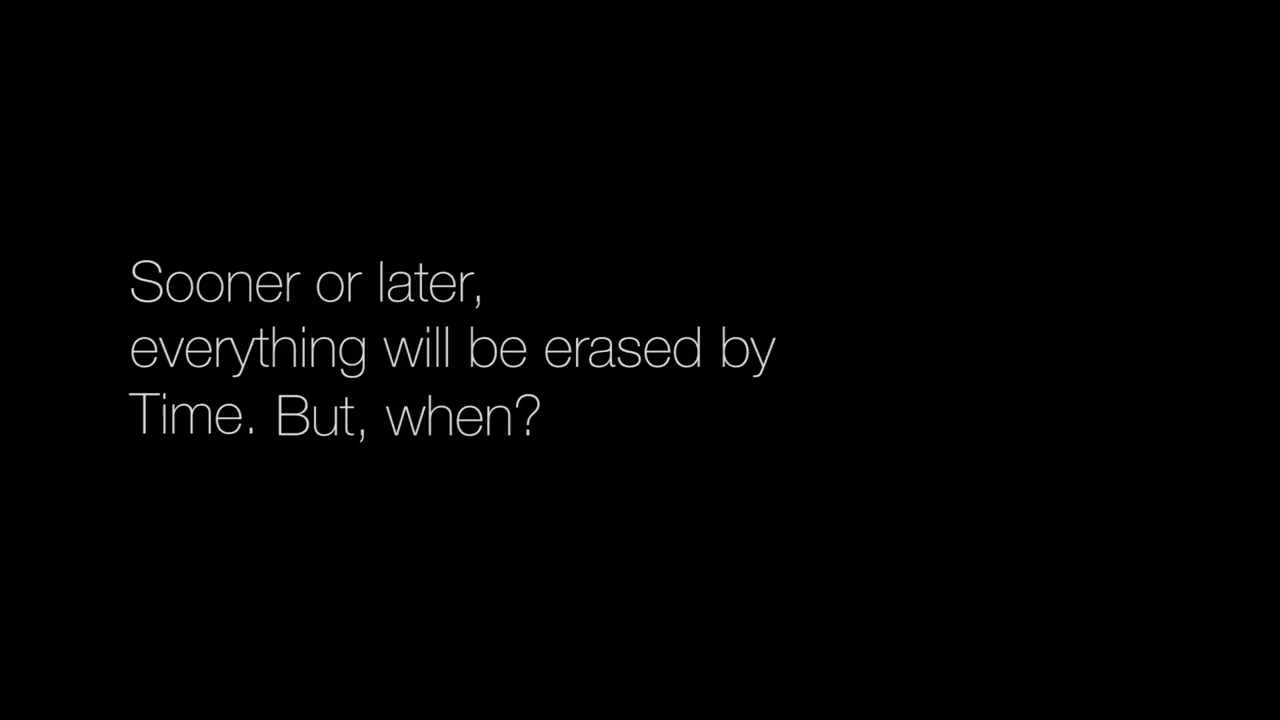 Sooner or later,
everything will be erased by
Time. But, when?